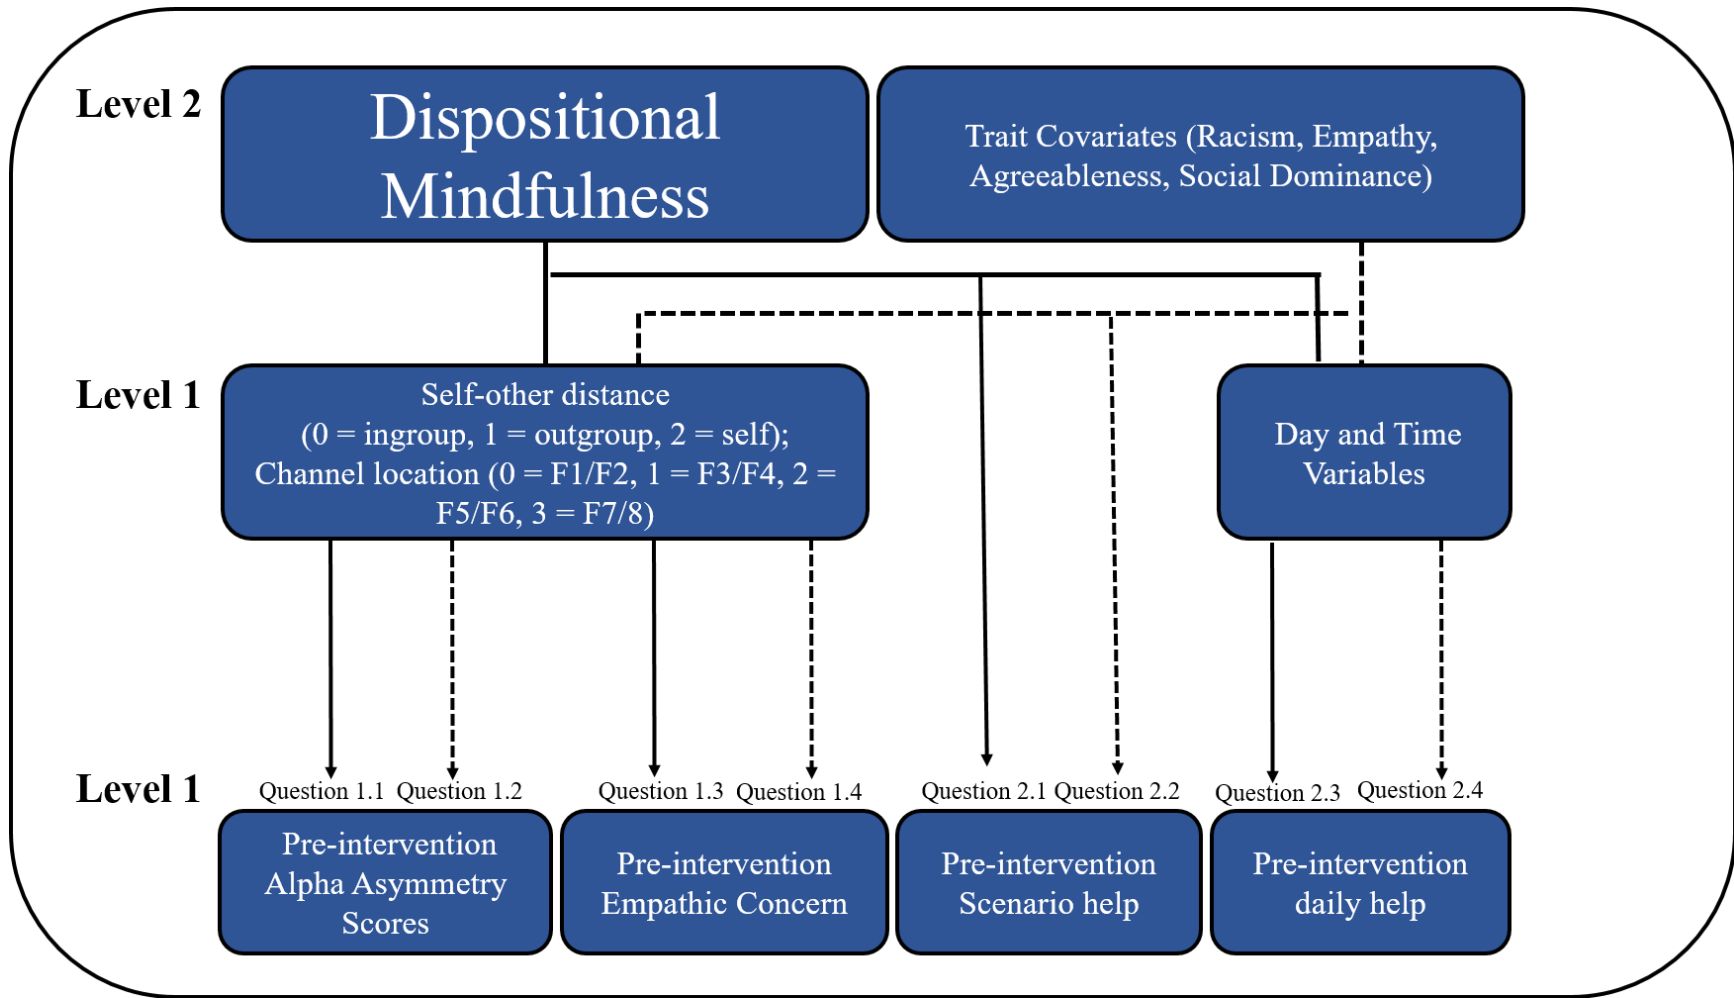 Level 2
Dispositional
Mindfulness
Trait Covariates (Racism, Empathy,
Agreeableness, Social Dominance)
Level 1
Self-other distance
(0 = ingroup, 1 = outgroup, 2 = self);
Channel location (0 = F1/F2, 1 = F3/F4, 2 =
F5/F6, 3 = F7/8)
Day and Time
Variables
Level 1
Question 1.1
Question 1.2
Question 1.3
Question 1.4
Question 2.1
Question 2.2
Question 2.3
Question 2.4
Pre-intervention
Alpha Asymmetry
Scores
Pre-intervention
Empathic Concern
Pre-intervention
Scenario help
Pre-intervention
daily help